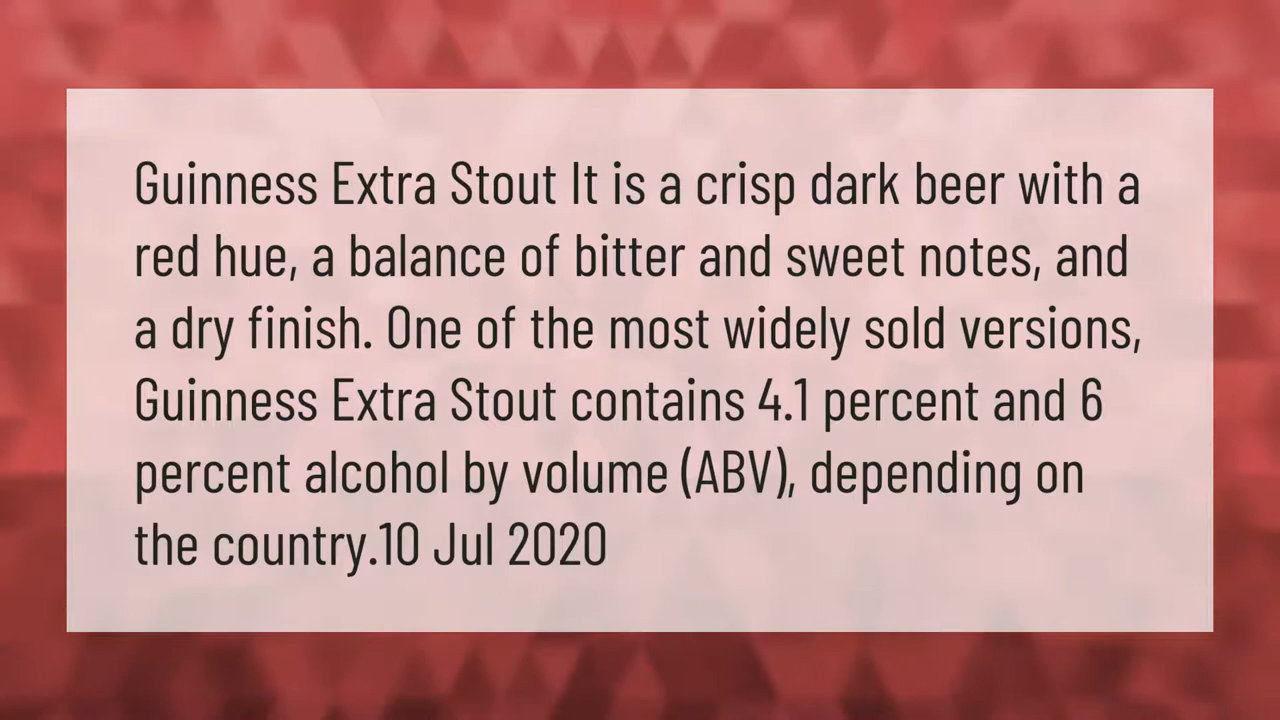 Guinness Extra Stout It is a crisp dark beer with a
red hue, a balance of bitter and sweet notes, and
a dry finish. One of the most widely sold versions,
Guinness Extra Stout contains 4.1 percent and 6
percent alcohol by volume (ABV), depending on
the country.10 Jul 2020